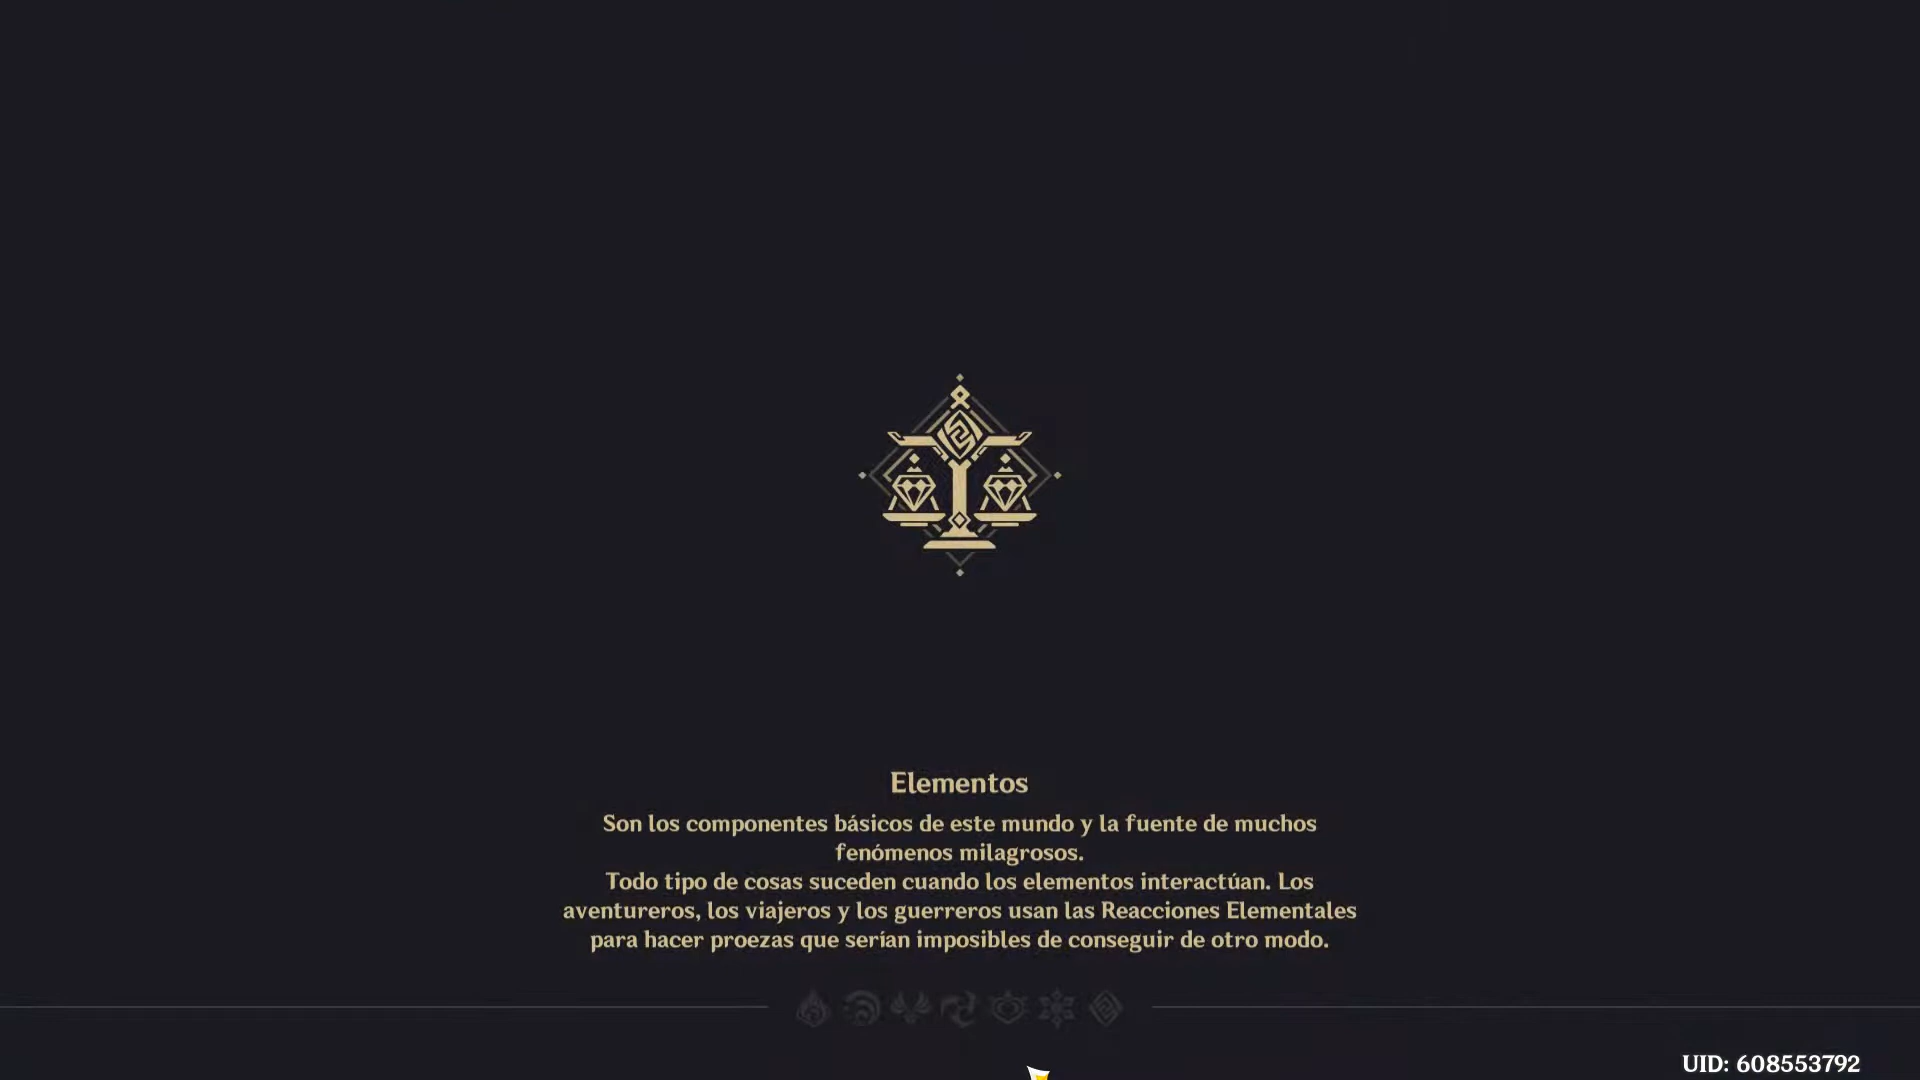 Elementos
Son los componentes básicos de este mundo y la fuente de muchos
fenómenos milagrosos.
Todo tipo de cosas suceden cuando los elementos interactúan. Los
aventureros, los viajeros y los guerreros usan las Reacciones Elementales
para hacer proezas que serían imposibles de conseguir de otro modo.
UID: 608553792